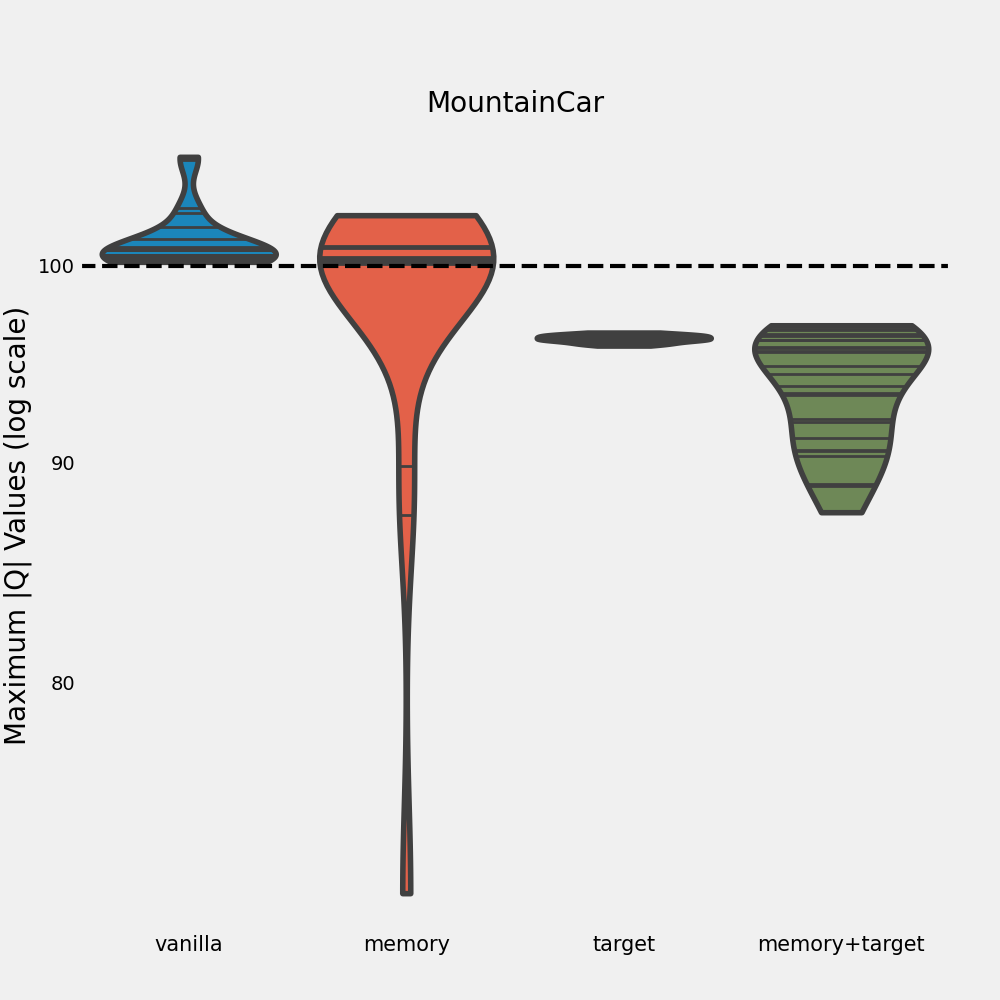 MountainCar
Maximum |Q| Values (log scale)
100
90
80
vanilla
memory
target
memory+target